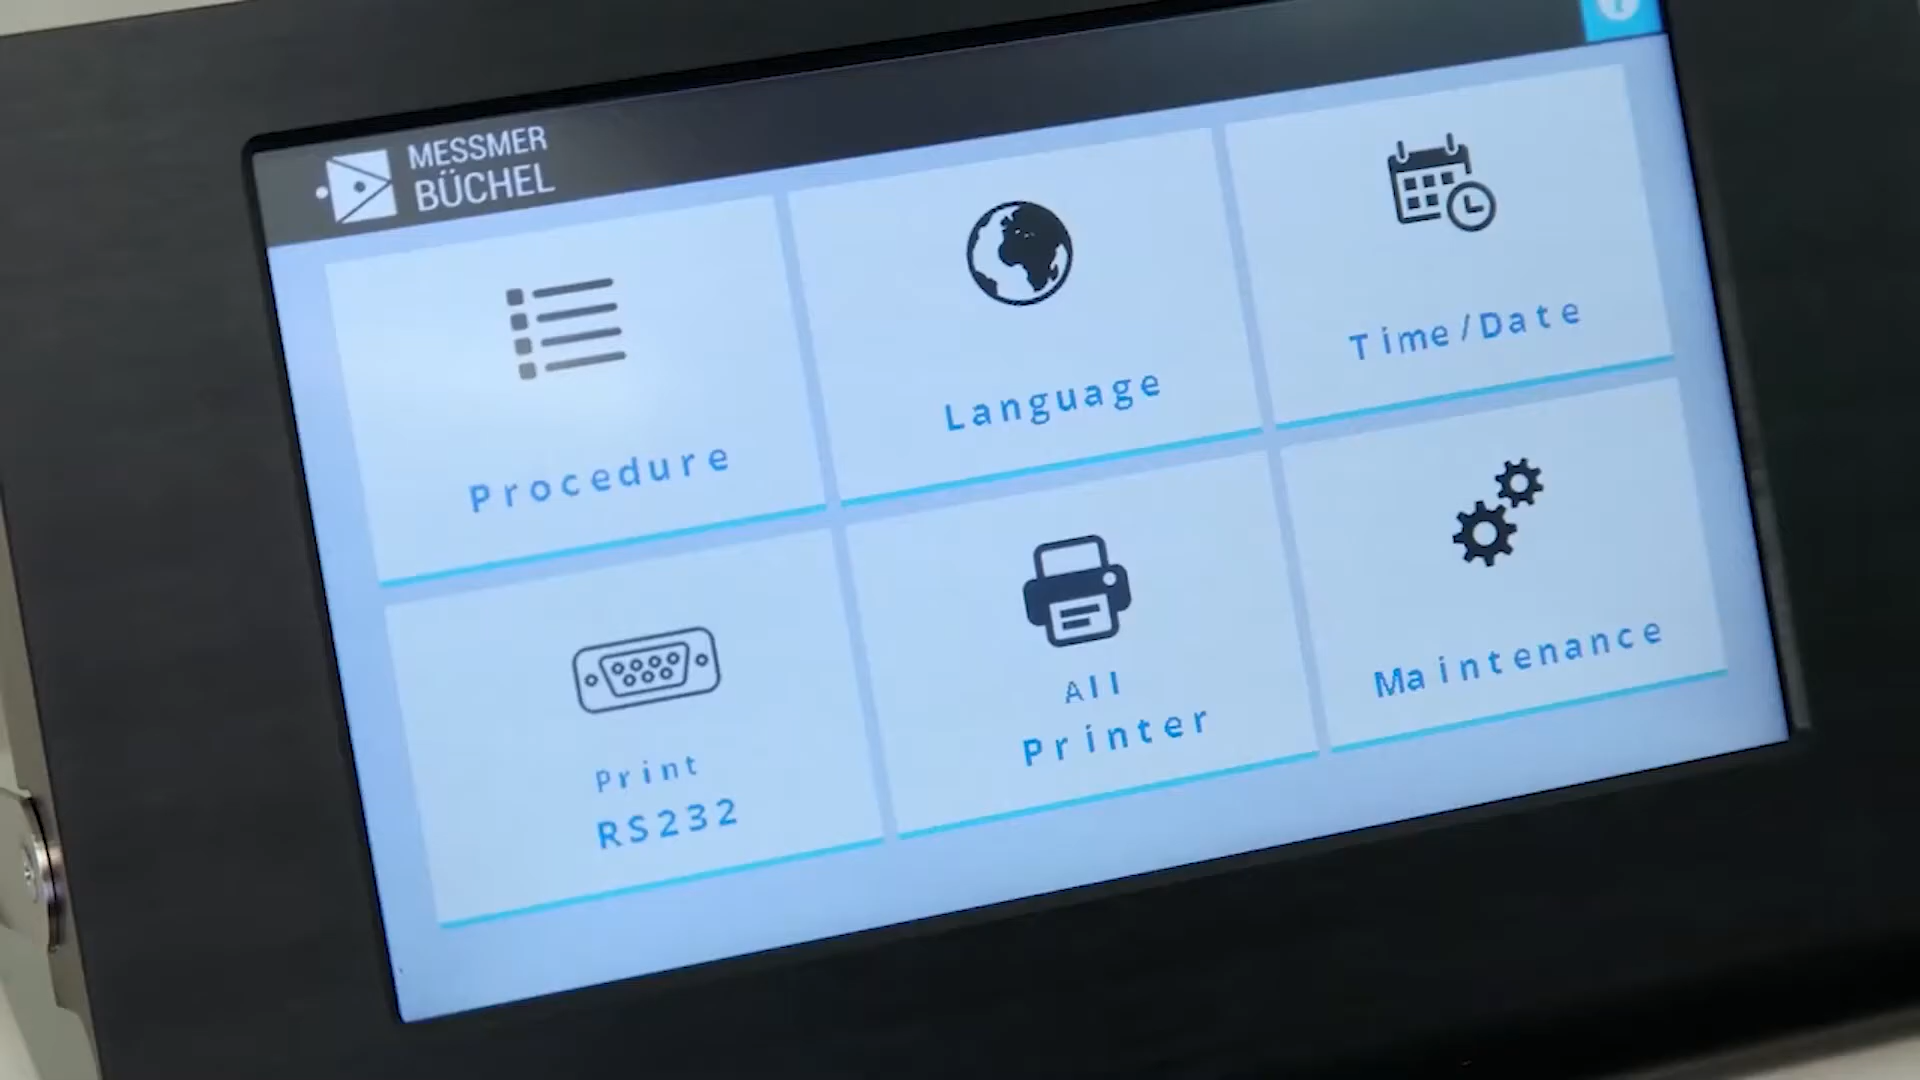 MESSMER
BÜCHEL
Procedure
Language
Time/Date
Print
RS232
All
Printer
Maintenance